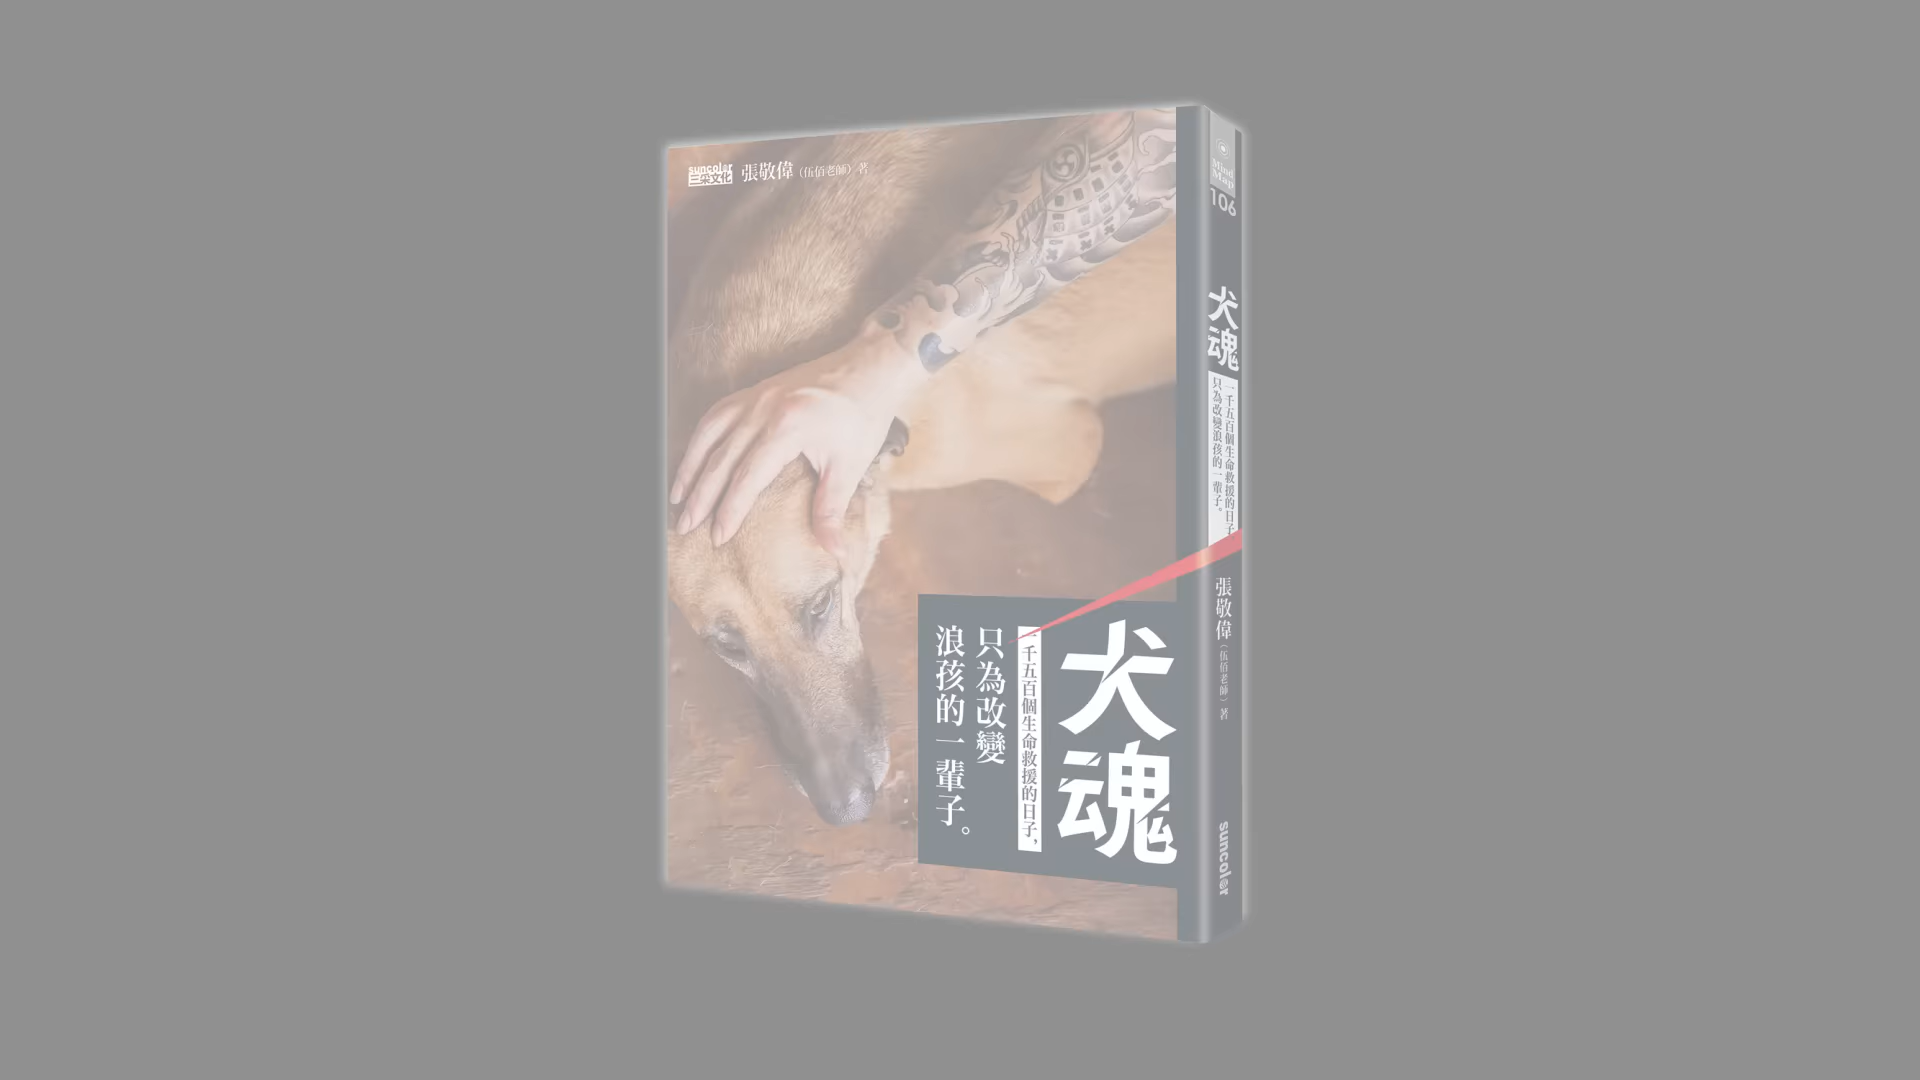 suncolor
三采文化
張敬偉（伍佰老師）著
犬魂
一千五百個生命救援的日子，
只為改變
浪孩的一輩子。
Mind
Map
106
犬魂
一千五百個生命救援的日子，
只為改變浪孩的一輩子。
張敬偉（伍佰老師）著
suncolor